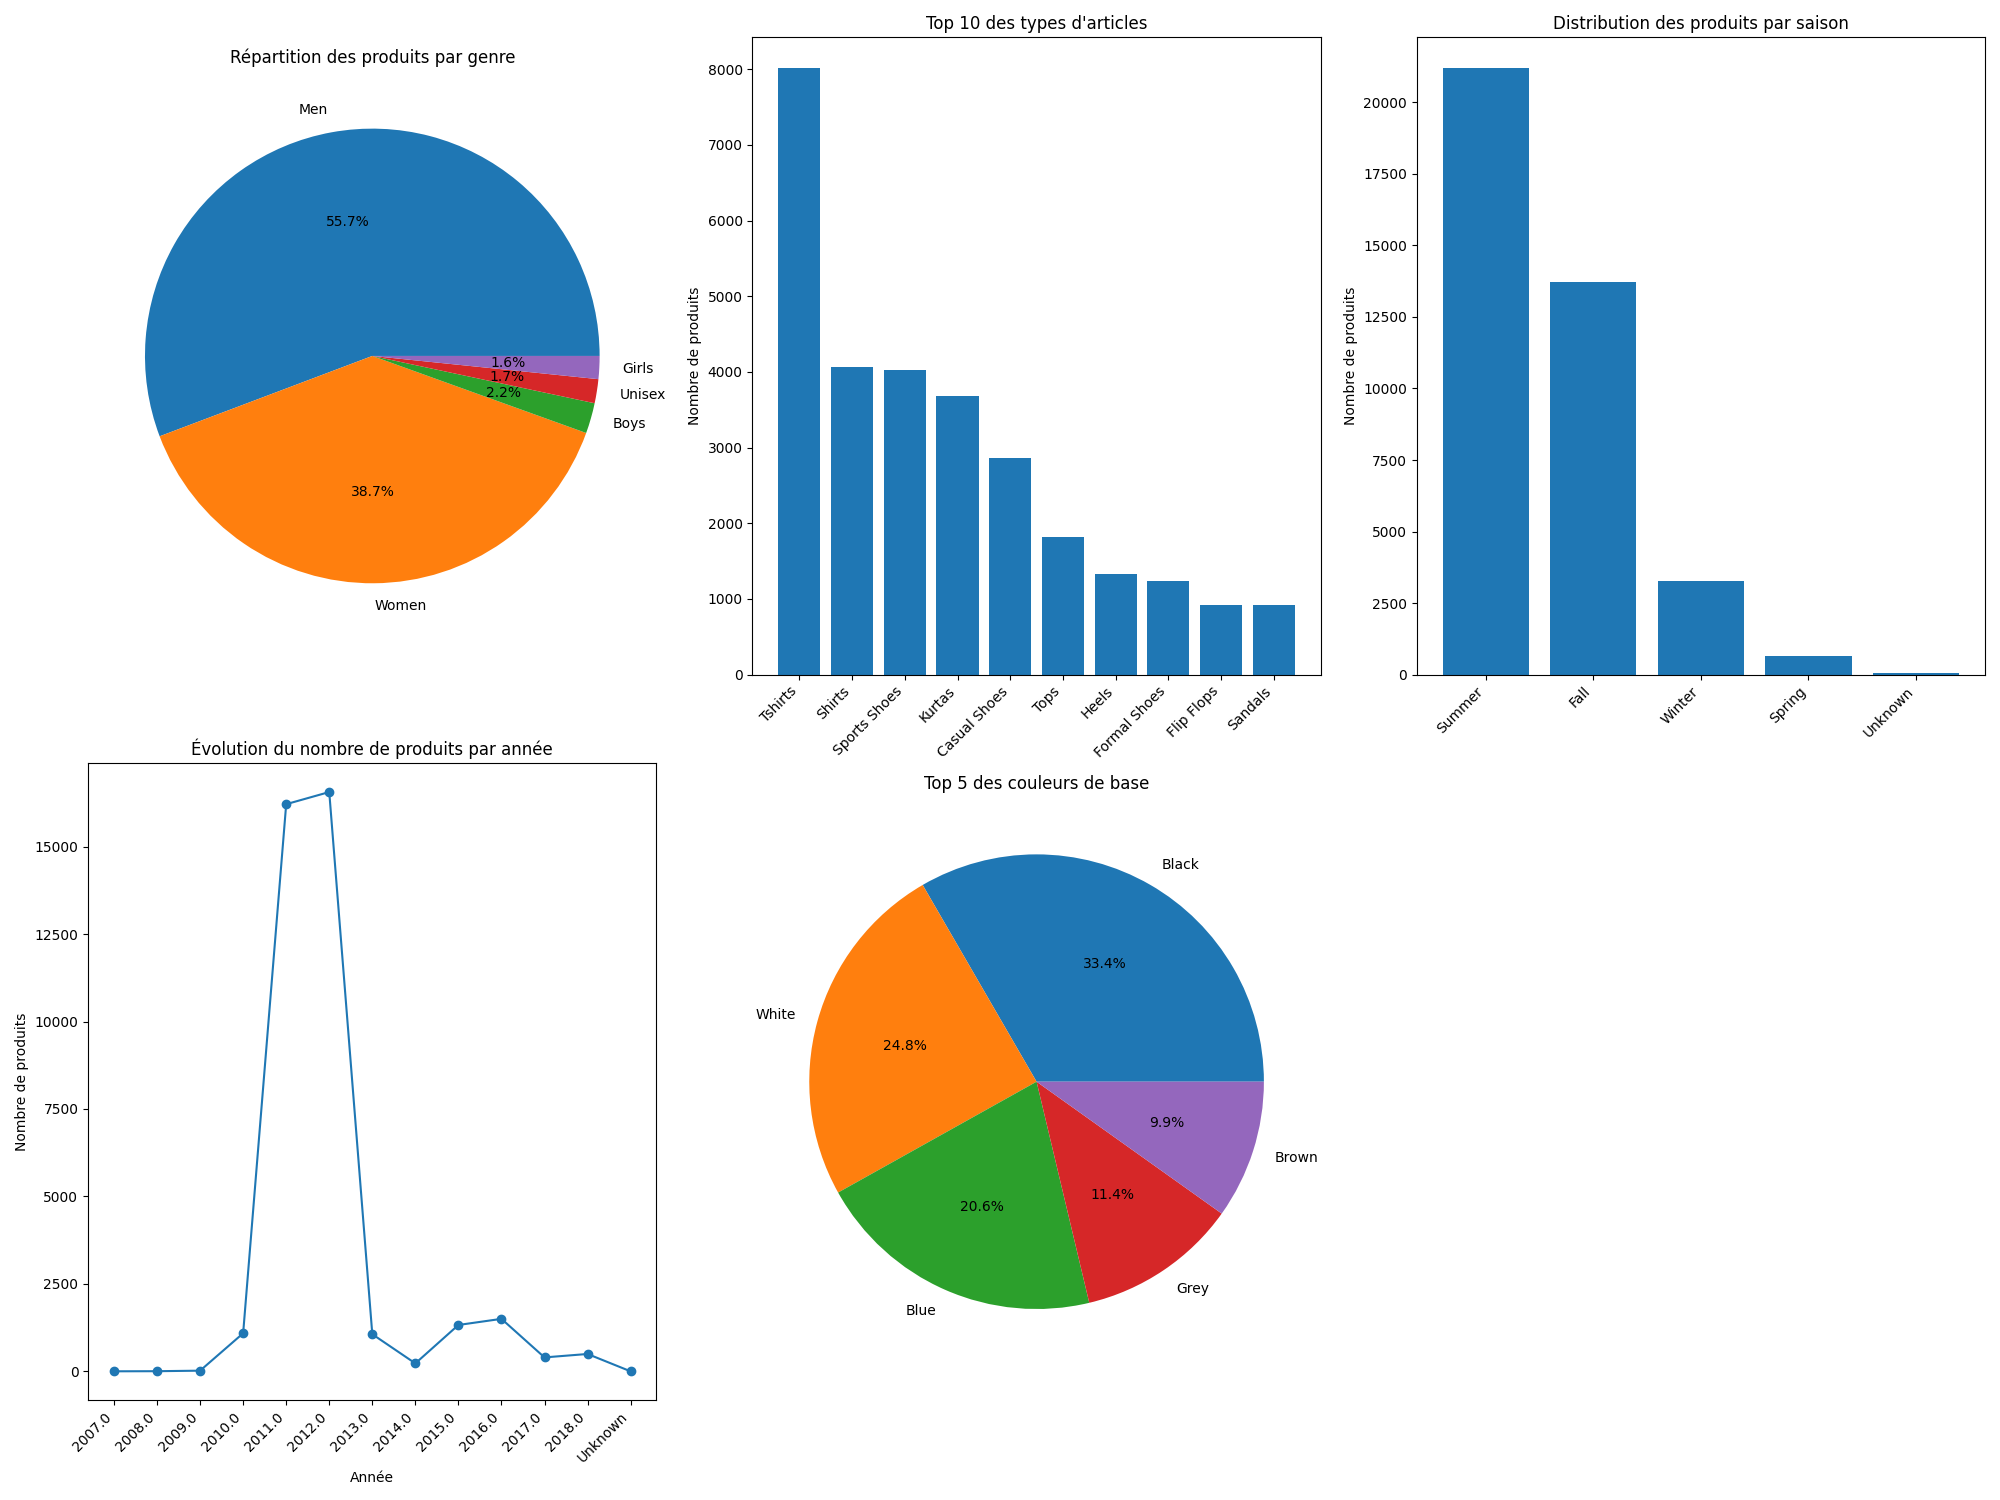 Répartition des produits par genre
Men
55.7%
1.6%
Girls
1.7%
Unisex
2.2%
Boys
38.7%
Women
Top 10 des types d'articles
Nombre de produits
8000
7000
6000
5000
4000
3000
2000
1000
0
Tshirts
Shirts
Sports Shoes
Kurtas
Casual Shoes
Tops
Heels
Formal Shoes
Flip Flops
Sandals
Distribution des produits par saison
Nombre de produits
20000
17500
15000
12500
10000
7500
5000
2500
0
Summer
Fall
Winter
Spring
Unknown
Évolution du nombre de produits par année
Nombre de produits
15000
12500
10000
7500
5000
2500
0
2007.0
2008.0
2009.0
2010.0
2011.0
2012.0
2013.0
2014.0
2015.0
2016.0
2017.0
2018.0
Unknown
Année
Top 5 des couleurs de base
Black
33.4%
White
24.8%
9.9%
Brown
11.4%
20.6%
Grey
Blue